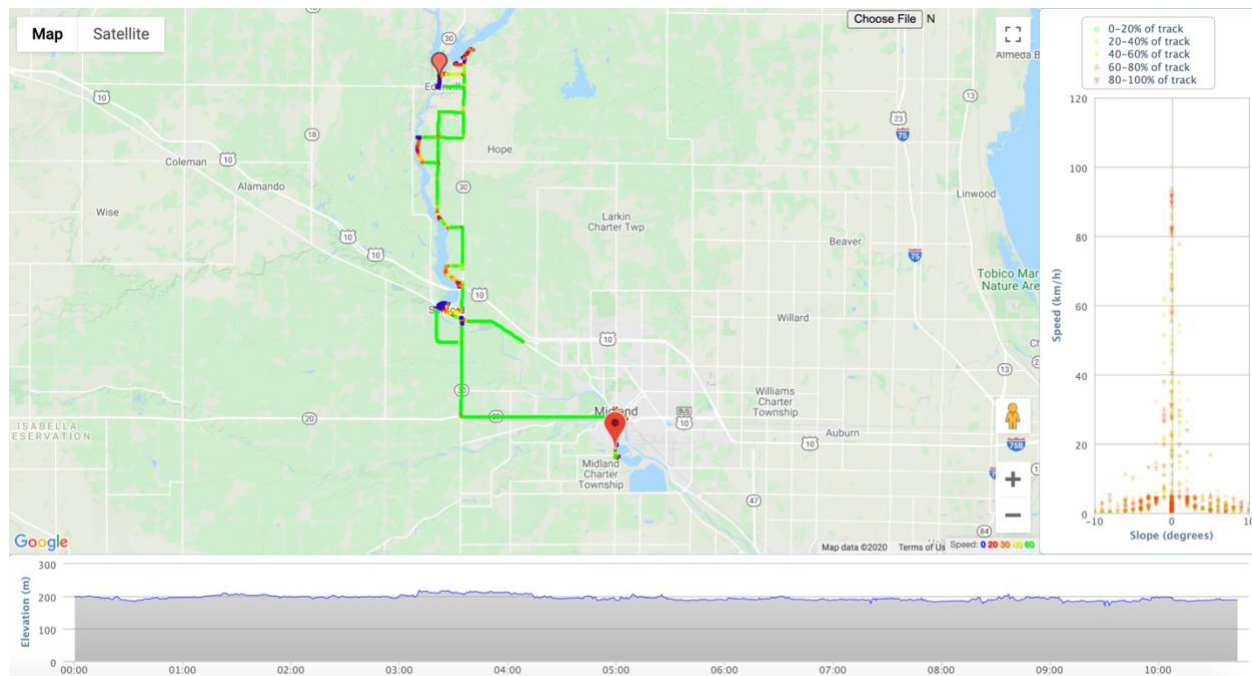 Map Satellite
Choose File N
30
Almeda B
10
13
18
23
75
Hope
Coleman
10
Alamando
30
Linwood
Wise
Larkin
Charter Twp
10
Beaver
10
75
Tobico Mar
Nature Are
10
Willard
10
13
Williams
Charter
Township
20
Midland
10
ISABELLA
ESERVATION
Auburn
10
75B
Midland
Charter
Township
47
84
Google
Map data ©2020 Terms of Us
Speed: 0 20 30 40 60
0–20% of track
20–40% of track
40–60% of track
60–80% of track
80–100% of track
120
100
80
60
40
20
0
Speed (km/h)
−10 0 10
Slope (degrees)
300
200
100
0
Elevation (m)
00:00 01:00 02:00 03:00 04:00 05:00 06:00 07:00 08:00 09:00 10:00